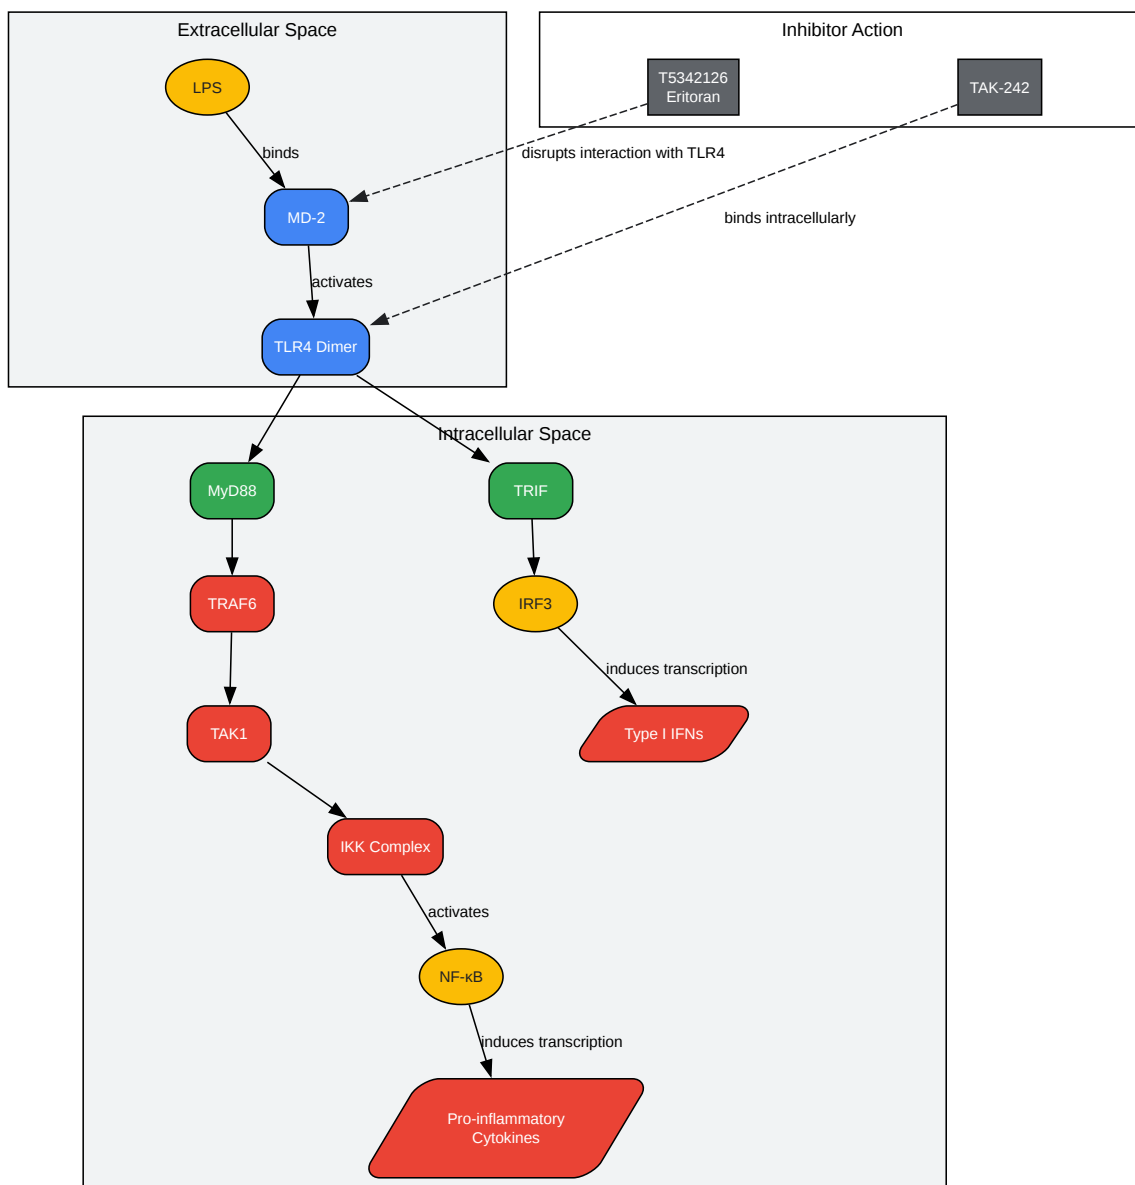 Extracellular Space
Inhibitor Action
LPS
T5342126
Eritoran
TAK-242
binds
disrupts interaction with TLR4
MD-2
binds intracellularly
activates
TLR4 Dimer
Intracellular Space
MyD88
TRIF
TRAF6
IRF3
induces transcription
TAK1
Type I IFNs
IKK Complex
activates
NF-κB
induces transcription
Pro-inflammatory
Cytokines